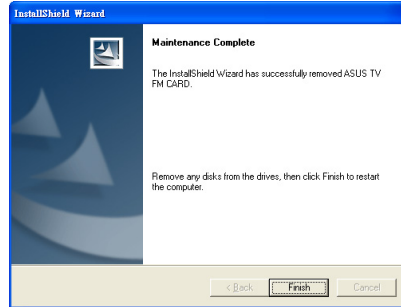 InstallShield Wizard
Maintenance Complete
The InstallShield Wizard has successfully removed ASUS TV
FM CARD.
Remove any disks from the drives, then click Finish to restart
the computer.
< Back
Finish
Cancel